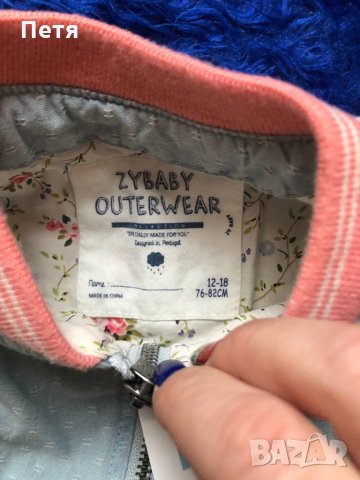 Петя
ZYBABY
OUTERWEAR
COLLECTION
"SPECIALLY MADE FOR YOU"
Designed in Portugal
Name
12-18
MADE IN CHINA
76-82CM
BAZAR